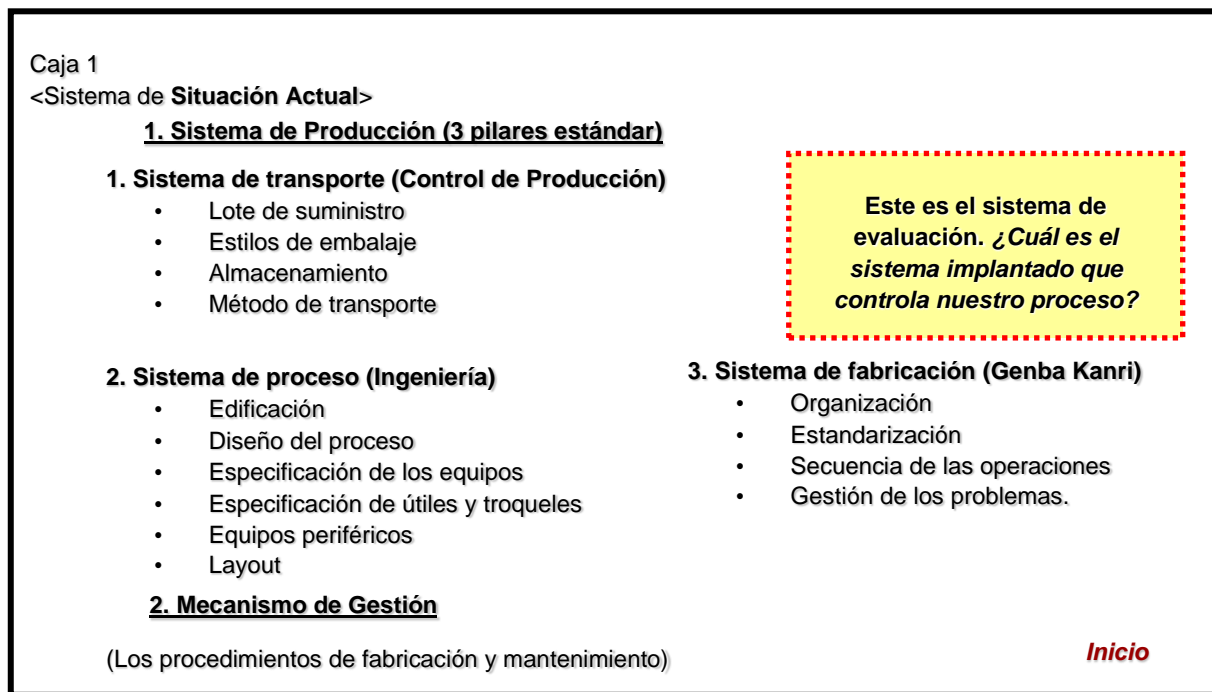 Caja 1
<Sistema de Situación Actual>
1. Sistema de Producción (3 pilares estándar)
1. Sistema de transporte (Control de Producción)
• Lote de suministro
• Estilos de embalaje
• Almacenamiento
• Método de transporte
Este es el sistema de
evaluación. ¿Cuál es el
sistema implantado que
controla nuestro proceso?
2. Sistema de proceso (Ingeniería)
• Edificación
• Diseño del proceso
• Especificación de los equipos
• Especificación de útiles y troqueles
• Equipos periféricos
• Layout
3. Sistema de fabricación (Genba Kanri)
• Organización
• Estandarización
• Secuencia de las operaciones
• Gestión de los problemas.
2. Mecanismo de Gestión
(Los procedimientos de fabricación y mantenimiento)
Inicio